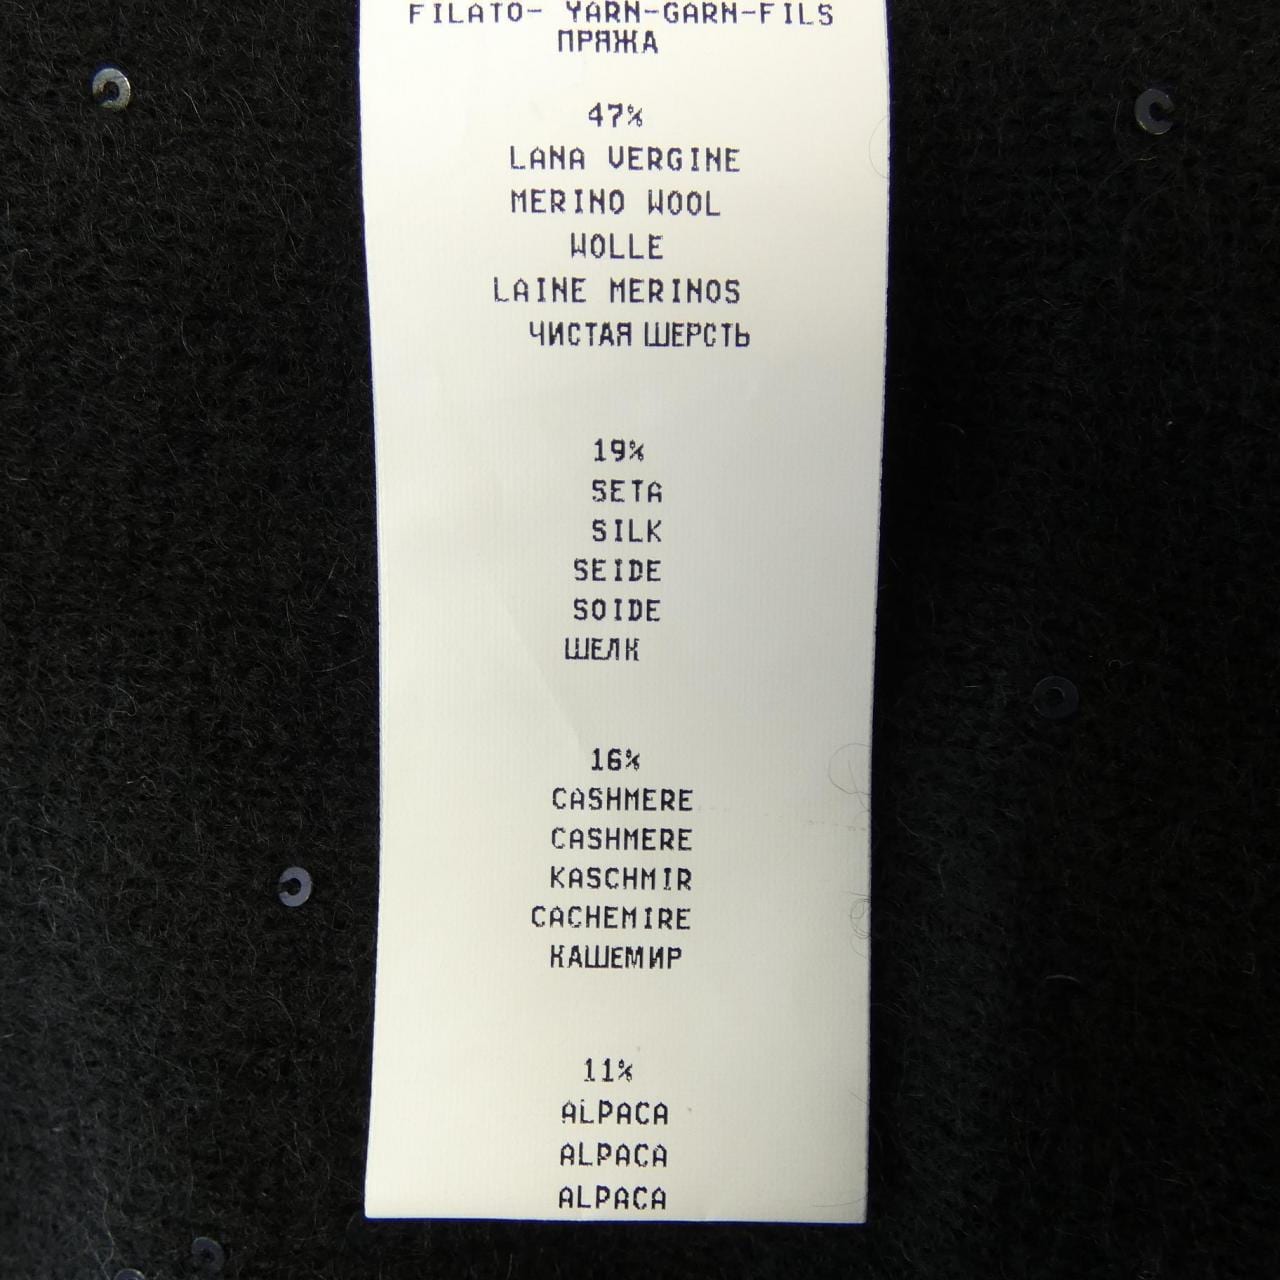 FILATO- YARN-GARN-FILS
ПРЯЖА
47%
LANA VERGINE
MERINO WOOL
WOLLE
LAINE MERINOS
ЧИСТАЯ ШЕРСТЬ
19%
SETA
SILK
SEIDE
SOIDE
ШЕЛК
16%
CASHMERE
CASHMERE
KASCHMIR
CACHEMIRE
КАШЕМИР
11%
ALPACA
ALPACA
ALPACA